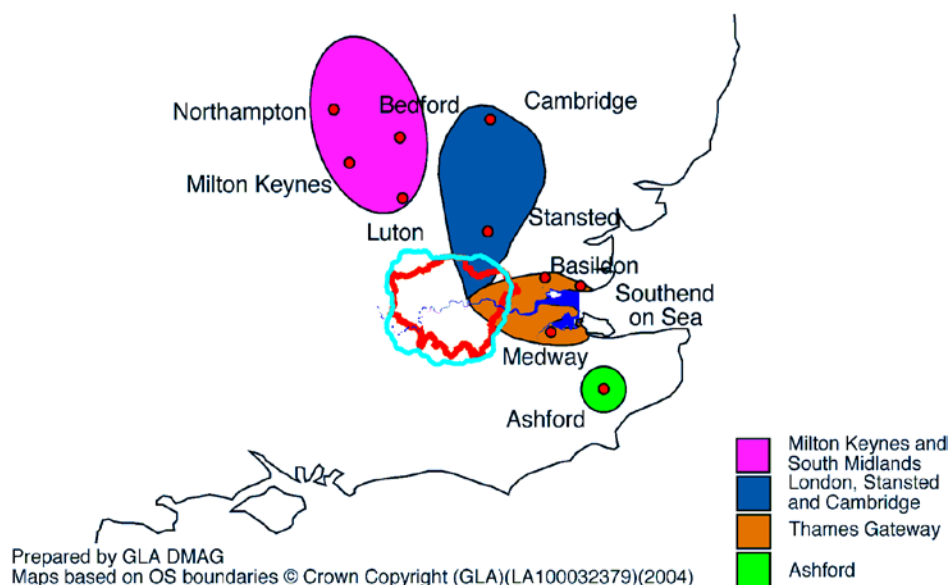 Northampton
Bedford
Cambridge
Milton Keynes
Luton
Stansted
Basildon
Southend
on Sea
Medway
Ashford
Milton Keynes and
South Midlands
London, Stansted
and Cambridge
Thames Gateway
Ashford
Prepared by GLA DMAG
Maps based on OS boundaries © Crown Copyright (GLA)(LA100032379)(2004)